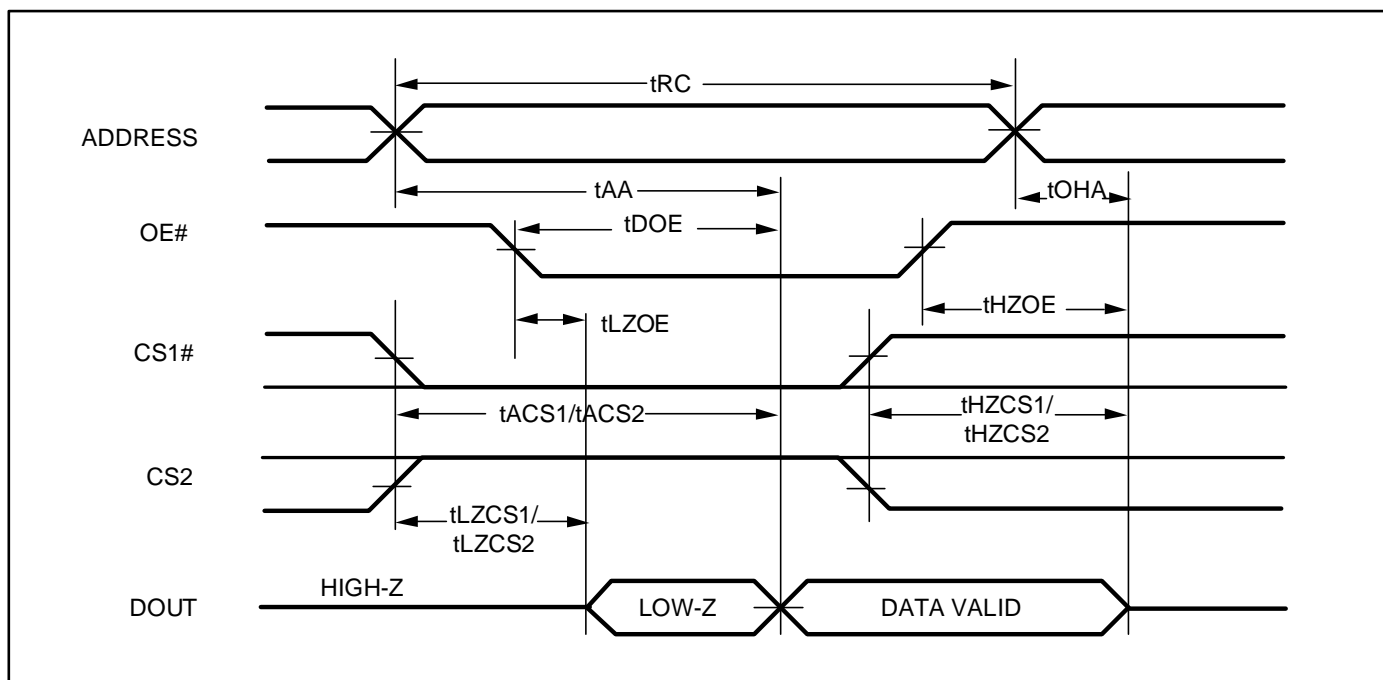 tRC
ADDRESS
tAA
tOHA
OE#
tDOE
tHZOE
tLZOE
CS1#
tACS1/tACS2
tHZCS1/
tHZCS2
CS2
tLZCS1/
tLZCS2
HIGH-Z
DOUT
LOW-Z
DATA VALID